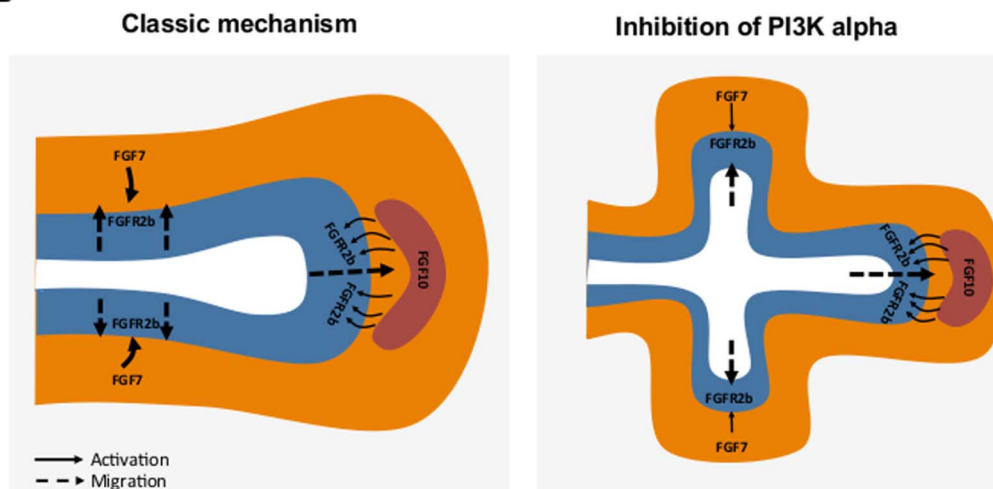 Classic mechanism
FGF7
FGFR2b
FGFR2b
FGFR2b
FGF10
FGFR2b
FGF7
Activation
Migration
Inhibition of PI3K alpha
FGF7
FGFR2b
FGFR2b
FGF10
FGFR2b
FGFR2b
FGF7